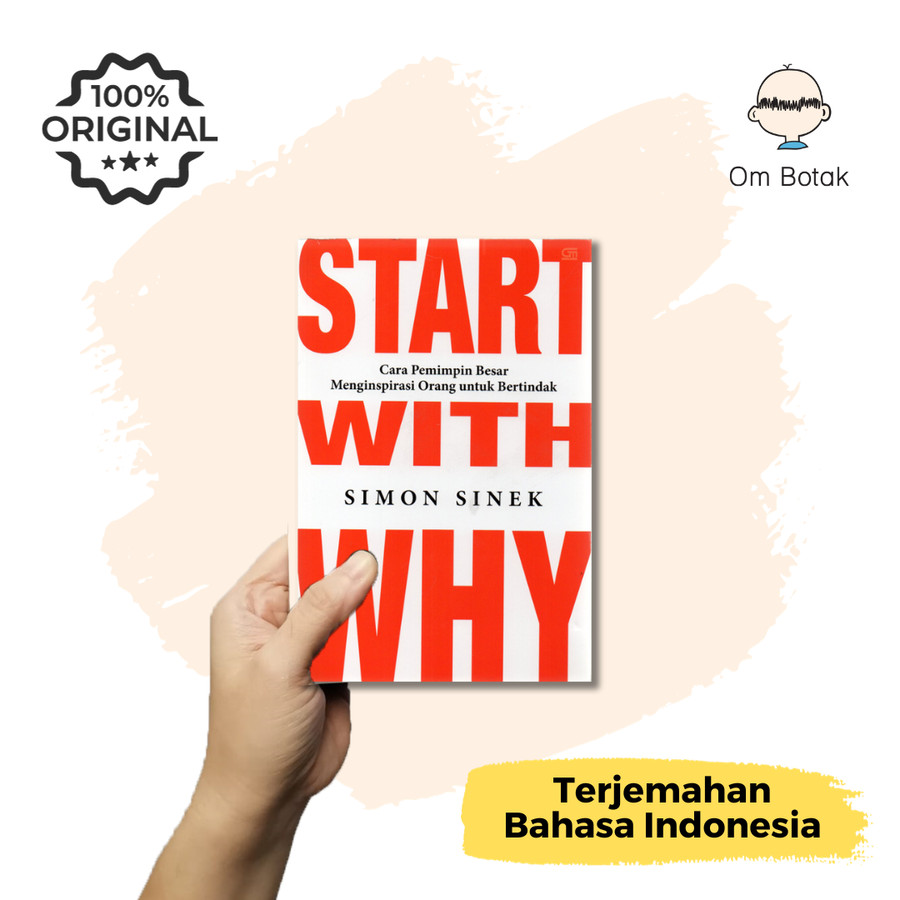 100%
ORIGINAL
Om Botak
START
Cara Pemimpin Besar
Menginspirasi Orang untuk Bertindak
WITH
SIMON SINEK
WHY
Terjemahan
Bahasa Indonesia